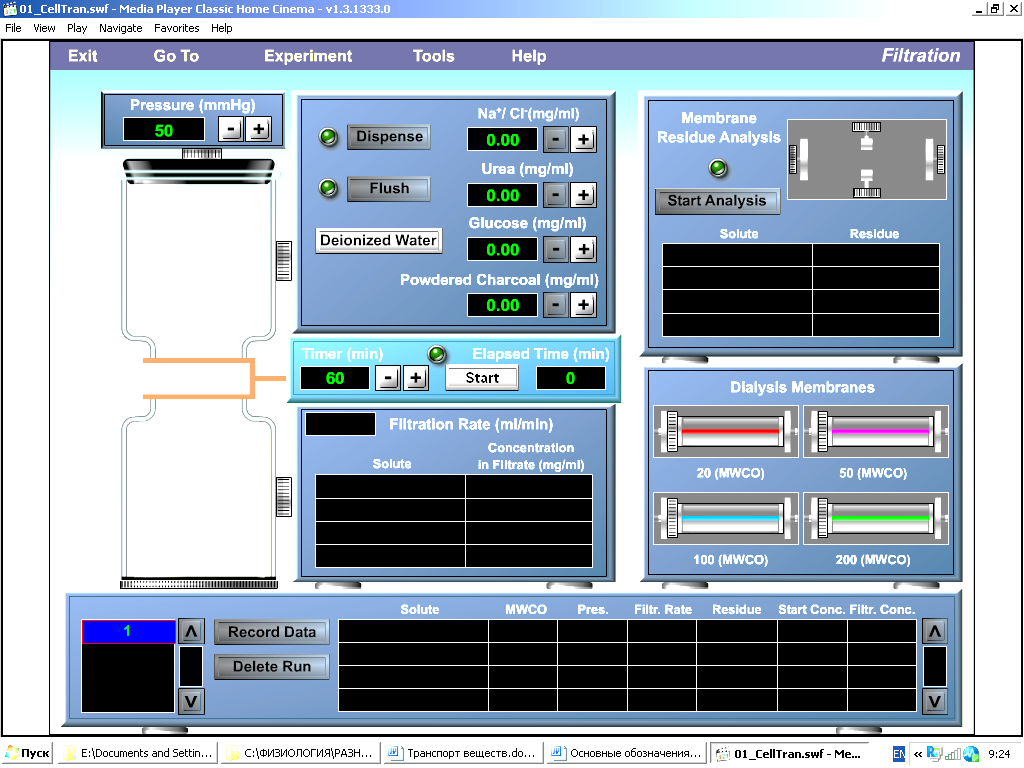 01_CellTran.swf - Media Player Classic Home Cinema - v1.3.1333.0
File View Play Navigate Favorites Help
Exit Go To Experiment Tools Help Filtration
Pressure (mmHg)
50 - +
Dispense
Flush
Deionized Water
Na⁺/ Cl⁻(mg/ml)
0.00 - +
Urea (mg/ml)
0.00 - +
Glucose (mg/ml)
0.00 - +
Powdered Charcoal (mg/ml)
0.00 - +
Membrane
Residue Analysis
Start Analysis
Solute Residue
Timer (min) Elapsed Time (min)
60 - + Start 0
Filtration Rate (ml/min)
Solute Concentration
in Filtrate (mg/ml)
Dialysis Membranes
20 (MWCO) 50 (MWCO)
100 (MWCO) 200 (MWCO)
Solute MWCO Pres. Filtr. Rate Residue Start Conc. Filtr. Conc.
1 Λ Record Data Λ
Delete Run
V V
Пуск E:\Documents and Settin... C:\ФИЗИОЛОГИЯ\РАЗН... Транспорт веществ.do... Основные обозначения... 01_CellTran.swf - Me... EN « 9:24